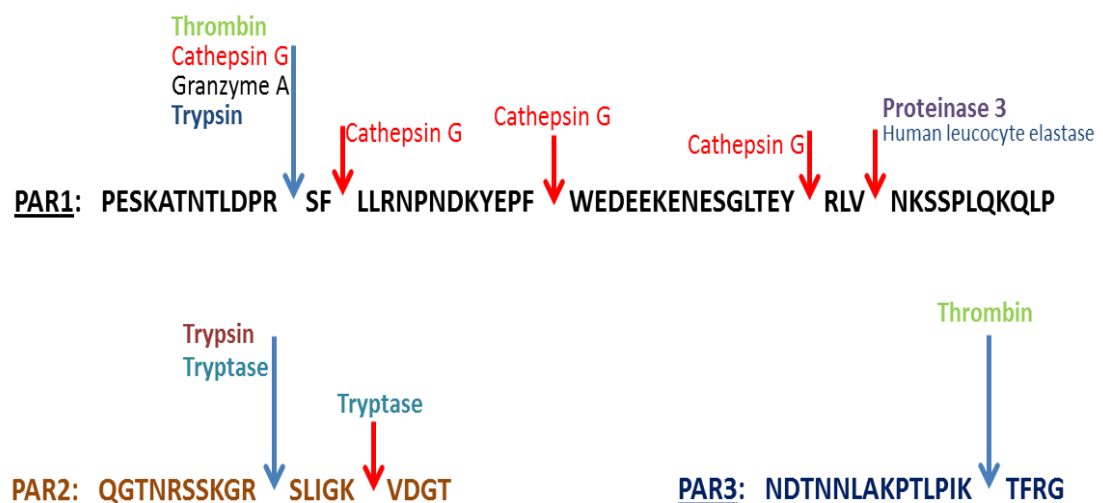 Thrombin
Cathepsin G
Granzyme A
Trypsin
Cathepsin G
Cathepsin G
Cathepsin G
Proteinase 3
Human leucocyte elastase
PAR1: PESKATNTLDPR SF LLRNPNDKYEPF WEDEEKENESGLTEY RLV NKSSPLQKQLP
Trypsin
Tryptase
Tryptase
Thrombin
PAR2: QGTNRSSKGR SLIGK VDGT
PAR3: NDTNNLAKPTLPIK TFRG